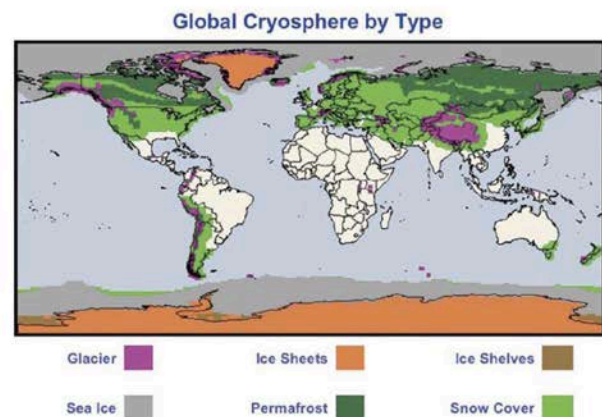 Global Cryosphere by Type
Glacier
Ice Sheets
Ice Shelves
Sea Ice
Permafrost
Snow Cover